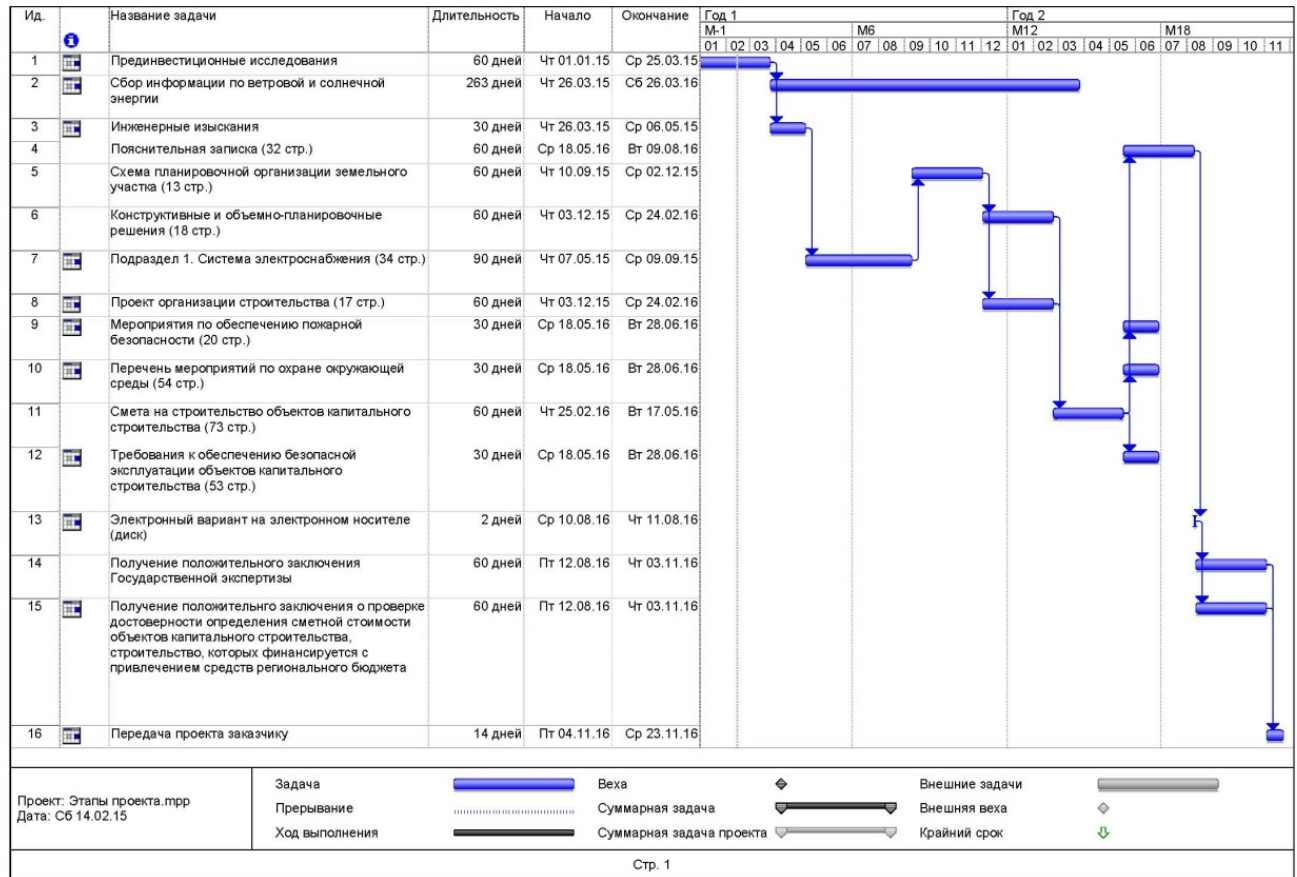 Ид.
Название задачи
Длительность
Начало
Окончание
Год 1
Год 2
М-1
М6
М12
М18
01 02 03 04 05 06 07 08 09 10 11 12 01 02 03 04 05 06 07 08 09 10 11
1 Прединвестиционные исследования 60 дней Чт 01.01.15 Ср 25.03.15
2 Сбор информации по ветровой и солнечной 263 дней Чт 26.03.15 Сб 26.03.16
энергии
3 Инженерные изыскания 30 дней Чт 26.03.15 Ср 06.05.15
4 Пояснительная записка (32 стр.) 60 дней Ср 18.05.16 Вт 09.08.16
5 Схема планировочной организации земельного 60 дней Чт 10.09.15 Ср 02.12.15
участка (13 стр.)
6 Конструктивные и объемно-планировочные 60 дней Чт 03.12.15 Ср 24.02.16
решения (18 стр.)
7 Подраздел 1. Система электроснабжения (34 стр.) 90 дней Чт 07.05.15 Ср 09.09.15
8 Проект организации строительства (17 стр.) 60 дней Чт 03.12.15 Ср 24.02.16
9 Мероприятия по обеспечению пожарной 30 дней Ср 18.05.16 Вт 28.06.16
безопасности (20 стр.)
10 Перечень мероприятий по охране окружающей 30 дней Ср 18.05.16 Вт 28.06.16
среды (54 стр.)
11 Смета на строительство объектов капитального 60 дней Чт 25.02.16 Вт 17.05.16
строительства (73 стр.)
12 Требования к обеспечению безопасной 30 дней Ср 18.05.16 Вт 28.06.16
эксплуатации объектов капитального
строительства (53 стр.)
13 Электронный вариант на электронном носителе 2 дней Ср 10.08.16 Чт 11.08.16
(диск)
14 Получение положительного заключения 60 дней Пт 12.08.16 Чт 03.11.16
Государственной экспертизы
15 Получение положительнго заключения о проверке 60 дней Пт 12.08.16 Чт 03.11.16
достоверности определения сметной стоимости
объектов капитального строительства,
строительство, которых финансируется с
привлечением средств регионального бюджета
16 Передача проекта заказчику 14 дней Пт 04.11.16 Ср 23.11.16
Проект: Этапы проекта.mpp
Дата: Сб 14.02.15
Задача
Прерывание
Ход выполнения
Веха
Суммарная задача
Суммарная задача проекта
Внешние задачи
Внешняя веха
Крайний срок
Стр. 1